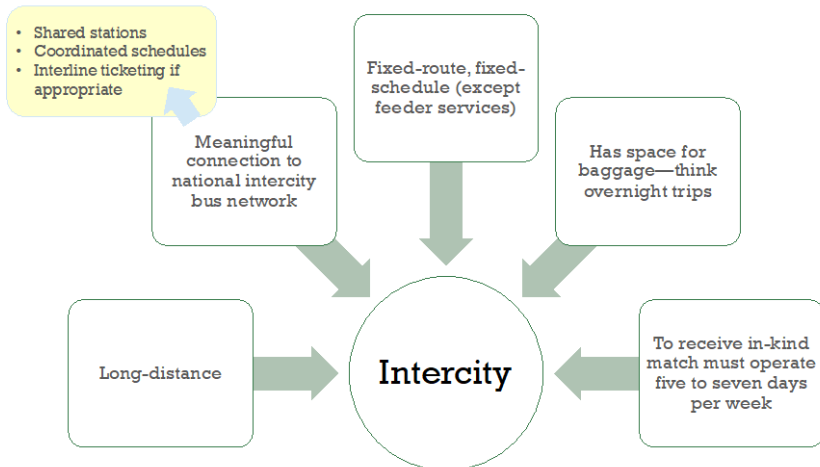 • Shared stations
• Coordinated schedules
• Interline ticketing if
appropriate
Meaningful
connection to
national intercity
bus network
Fixed-route, fixed-
schedule (except
feeder services)
Has space for
baggage—think
overnight trips
Long-distance
Intercity
To receive in-kind
match must operate
five to seven days
per week